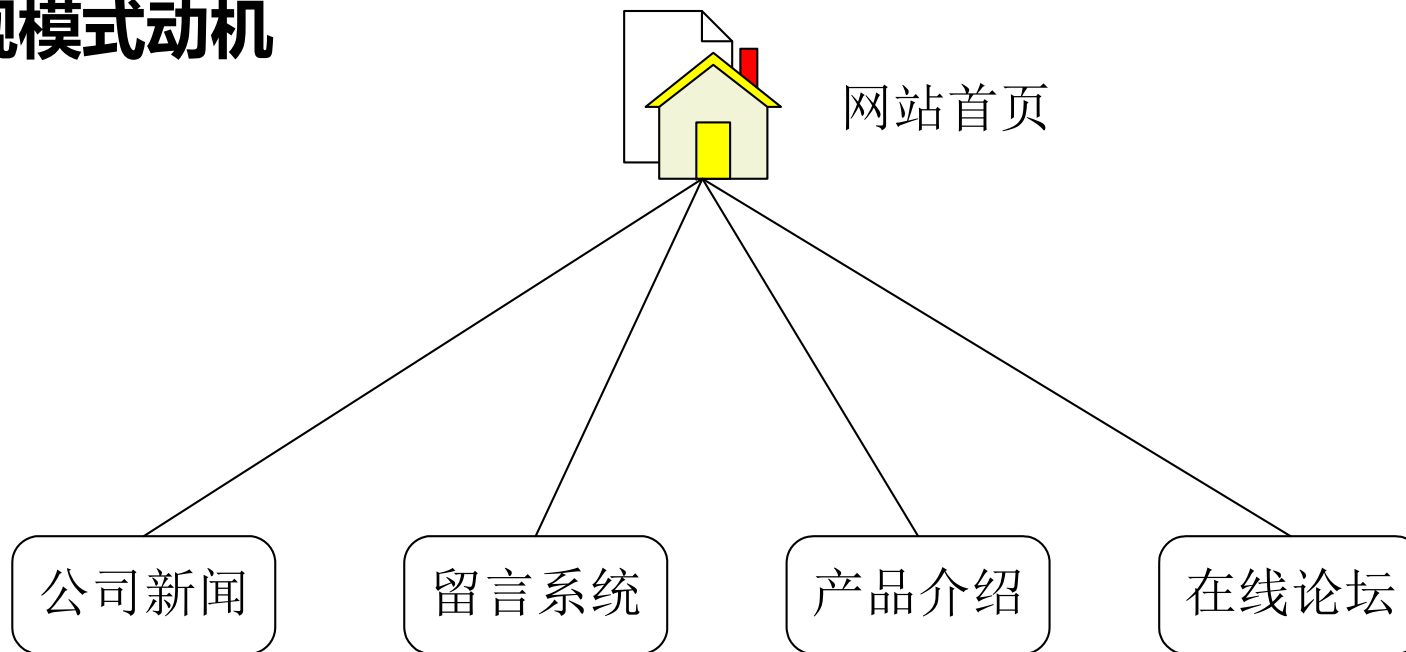 模式动机
网站首页
公司新闻
留言系统
产品介绍
在线论坛